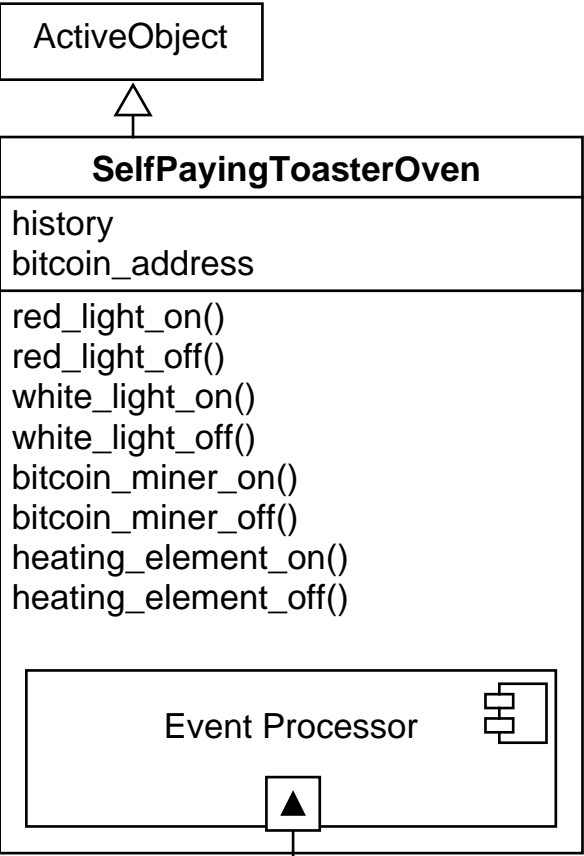 ActiveObject
SelfPayingToasterOven
history
bitcoin_address
red_light_on()
red_light_off()
white_light_on()
white_light_off()
bitcoin_miner_on()
bitcoin_miner_off()
heating_element_on()
heating_element_off()
Event Processor